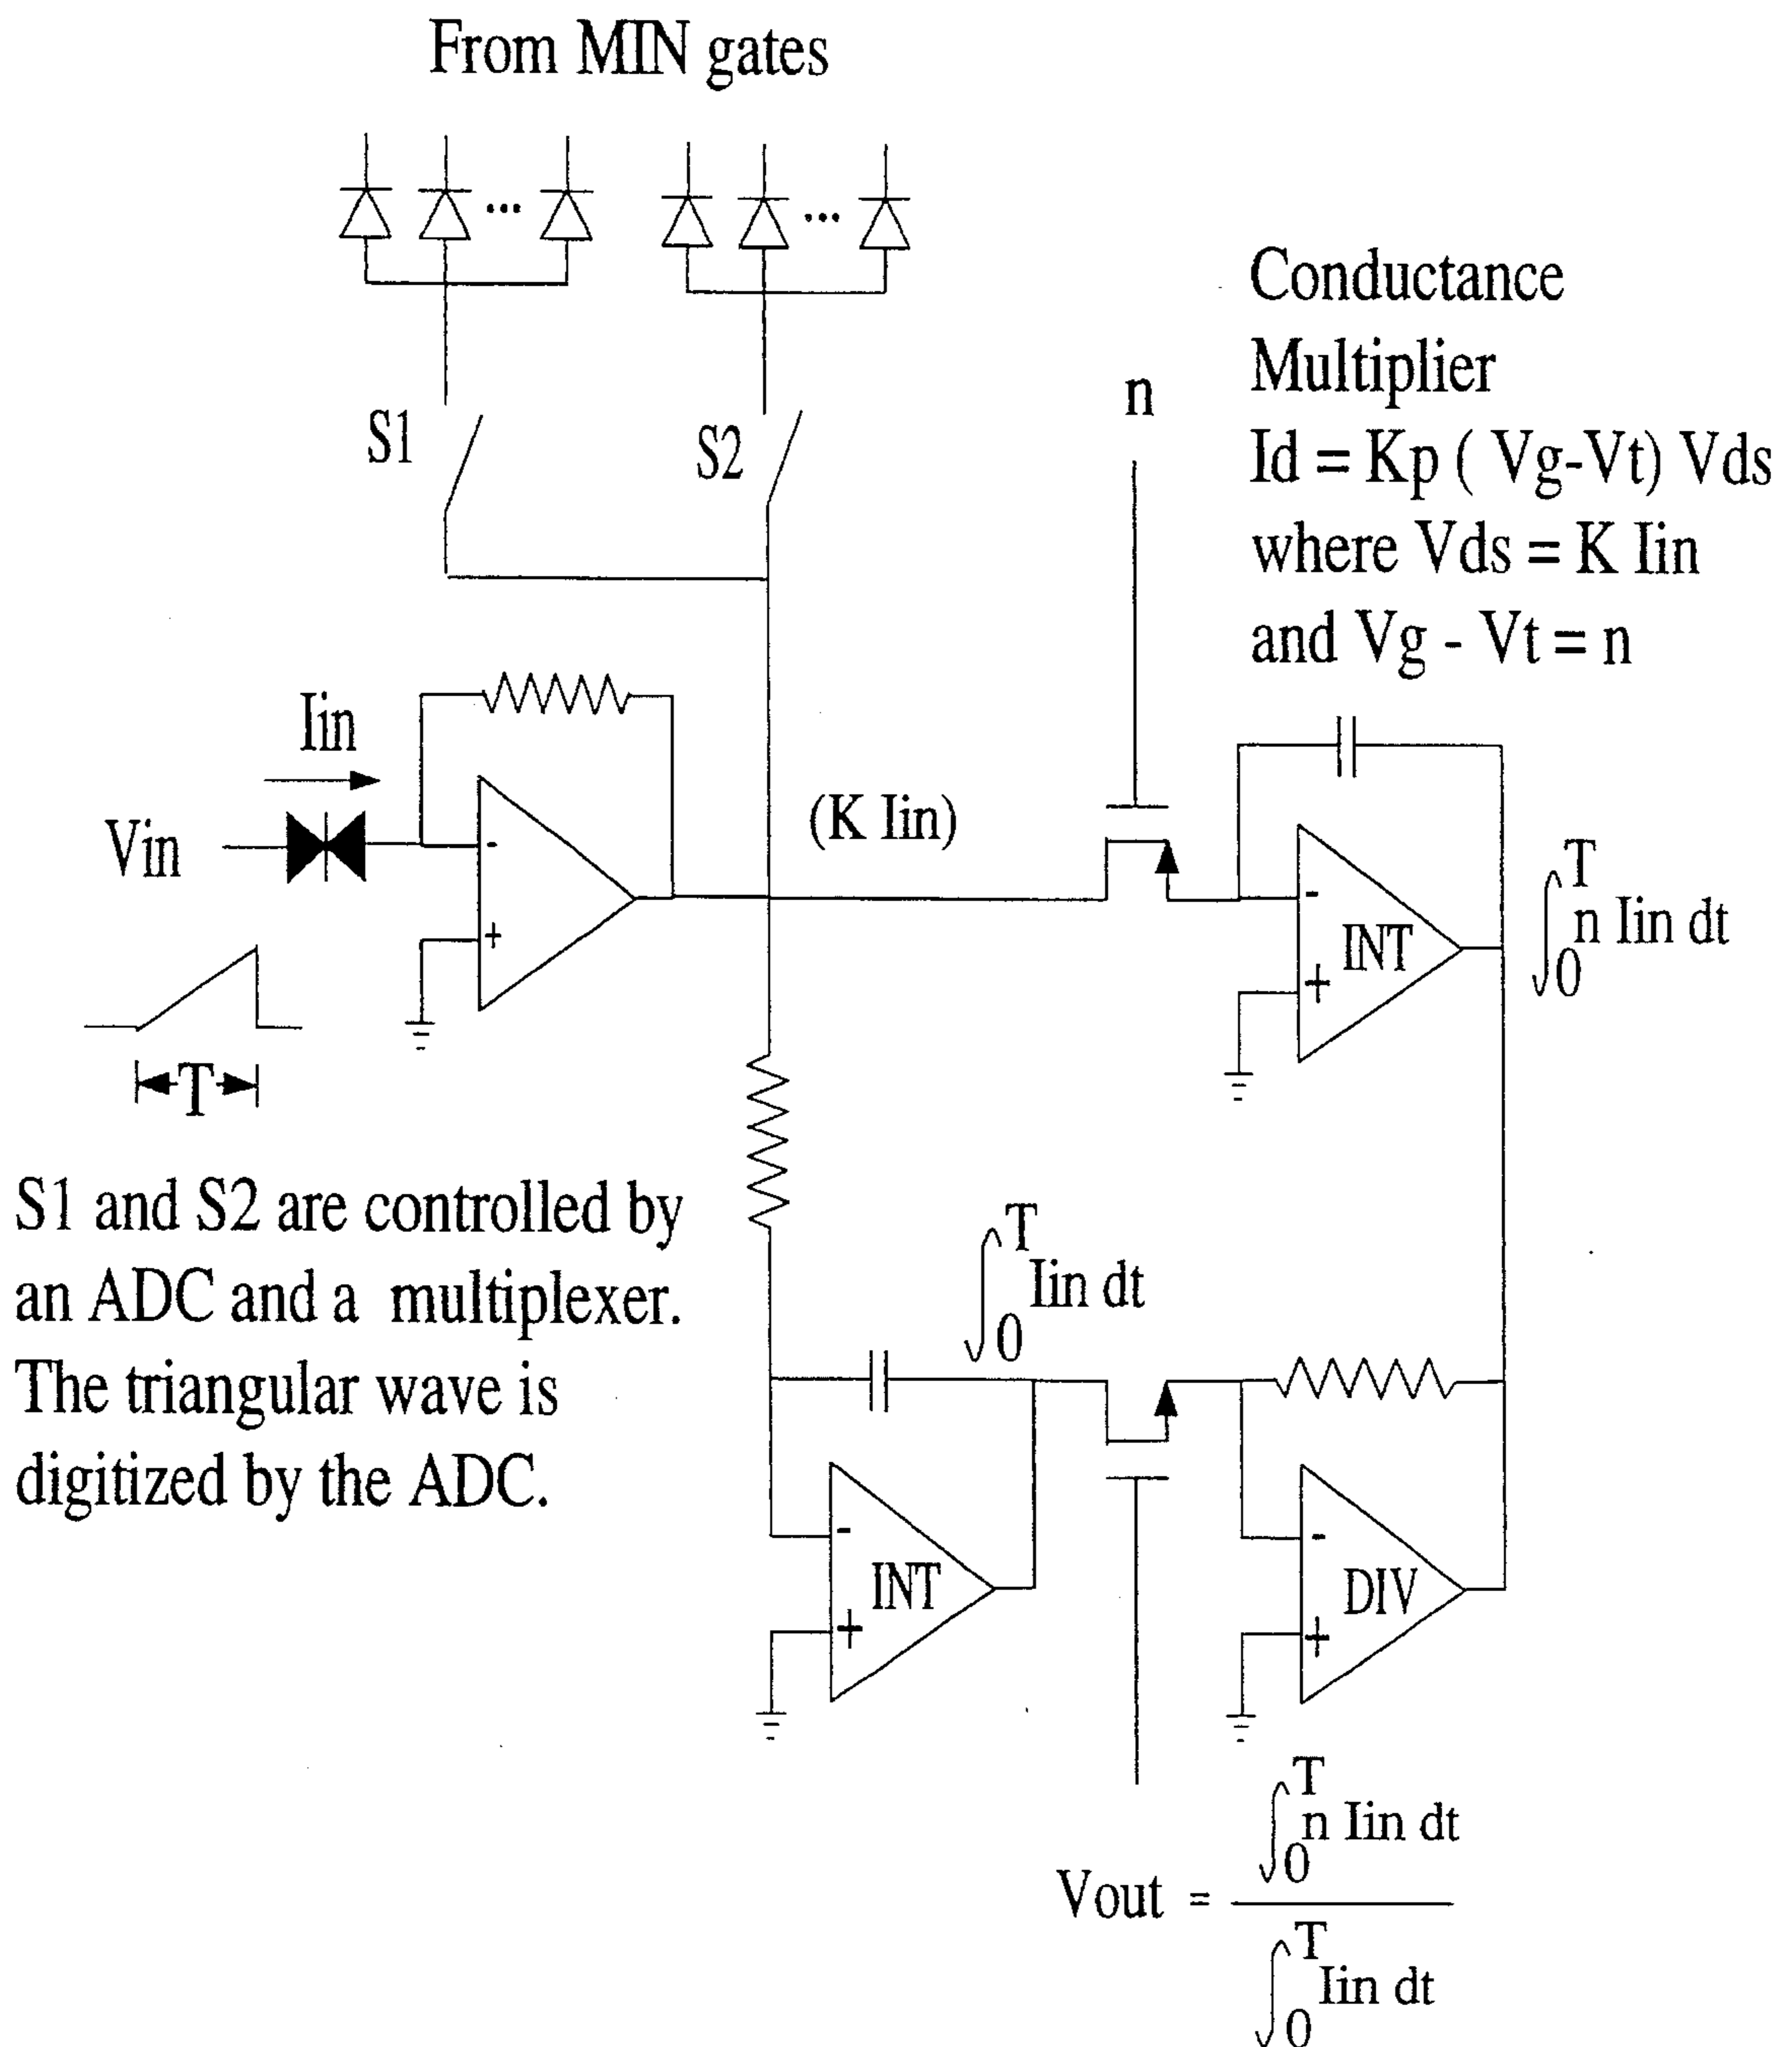 From MIN gates
... ...
Conductance
Multiplier
Id = Kp ( Vg-Vt) Vds
where Vds = K Iin
and Vg - Vt = n
n
S1
S2
Iin
Vin
-
+
(K Iin)
-
INT
+
∫0T n Iin dt
T
S1 and S2 are controlled by
an ADC and a multiplexer.
The triangular wave is
digitized by the ADC.
∫0T Iin dt
-
INT
+
-
DIV
+
∫0T n Iin dt
Vout =
∫0T Iin dt